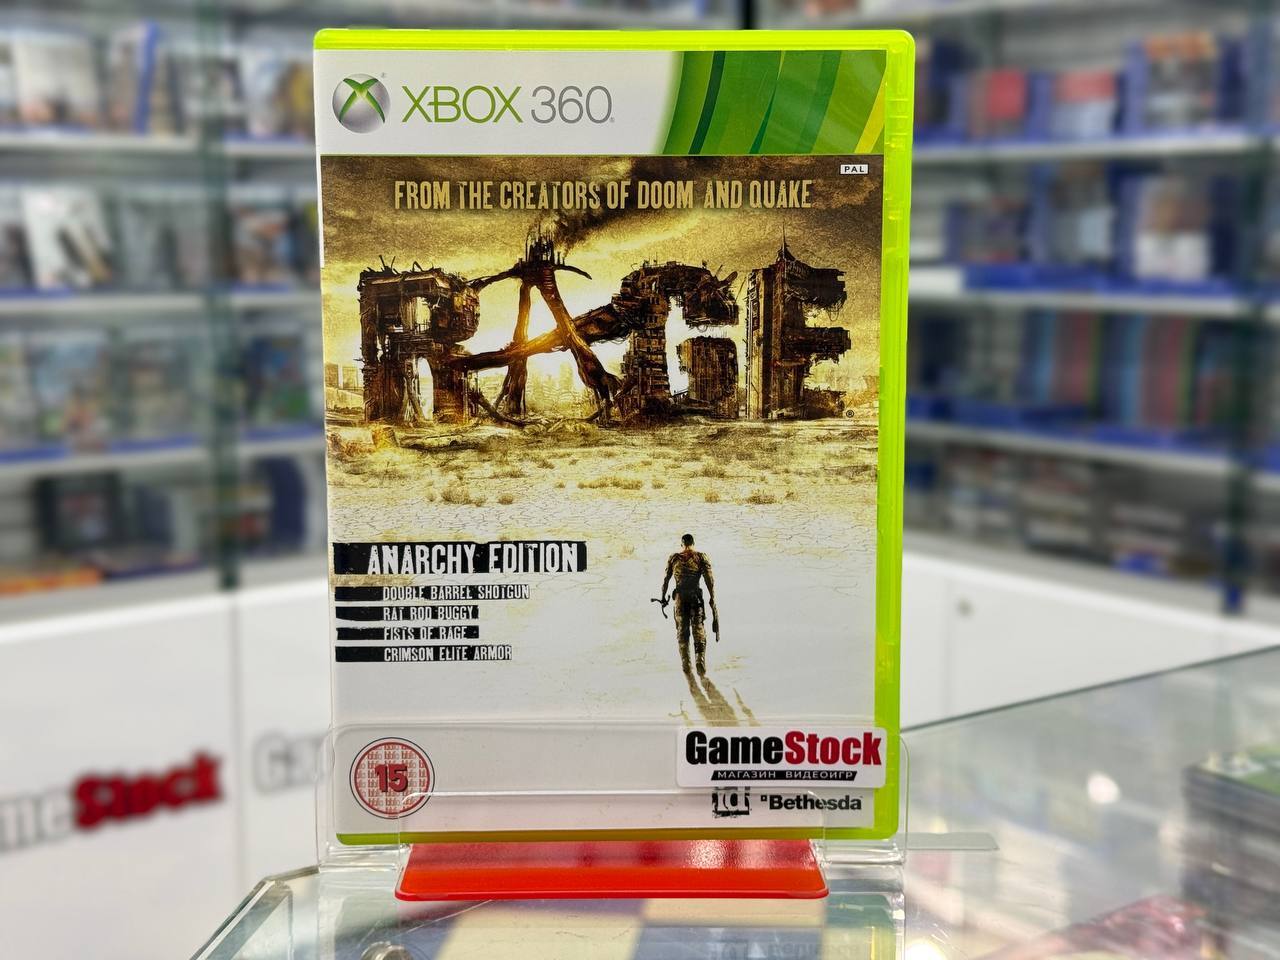 XBOX 360
PAL
FROM THE CREATORS OF DOOM AND QUAKE
RAGE
ANARCHY EDITION
DOUBLE BARREL SHOTGUN
RAT ROD BUGGY
FISTS OF RAGE
CRIMSON ELITE ARMOR
GameStock
МАГАЗИН ВИДЕОИГР
15
id Bethesda
meStock